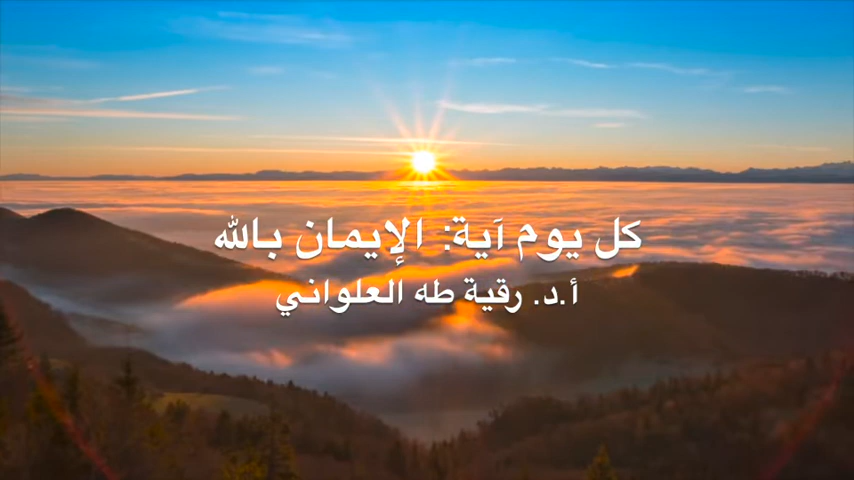 كل يوم آية: الإيمان بالله
أ.د. رقية طه العلواني